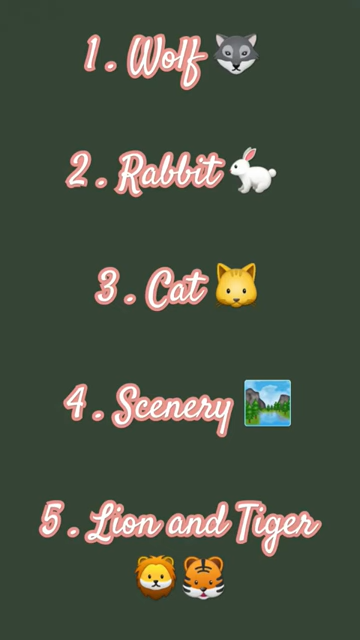 1. Wolf 🐺
2. Rabbit 🐇
3. Cat 🐱
4. Scenery 🏞️
5. Lion and Tiger
🦁🐯